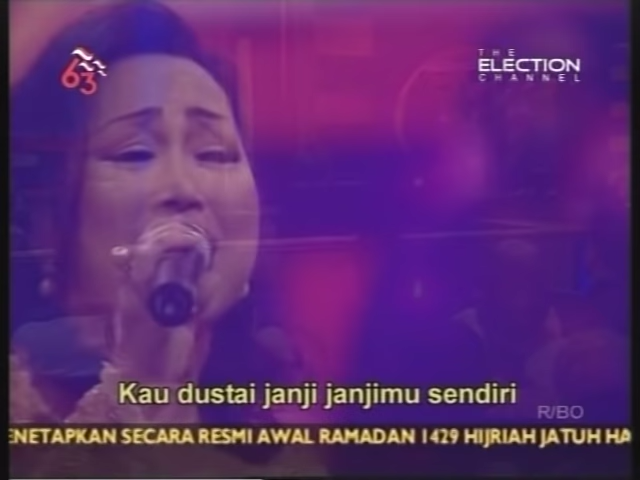 63
THE
ELECTION
CHANNEL
Kau dustai janji janjimu sendiri
R/BO
ENETAPKAN SECARA RESMI AWAL RAMADAN 1429 HIJRIAH JATUH HA